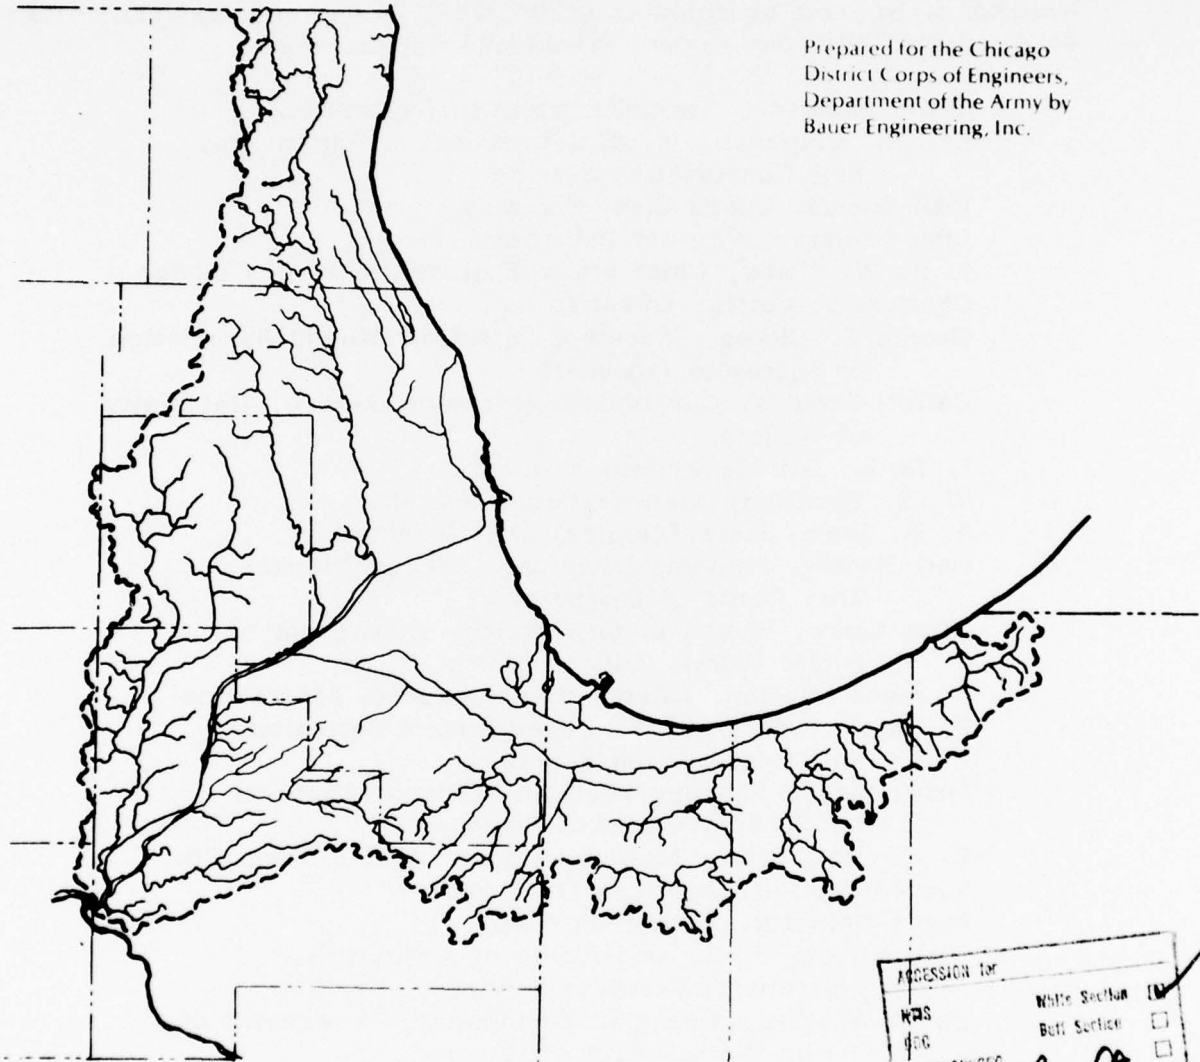 Prepared for the Chicago
District Corps of Engineers,
Department of the Army by
Bauer Engineering, Inc.
ACCESSION for
White Section
Buff Section